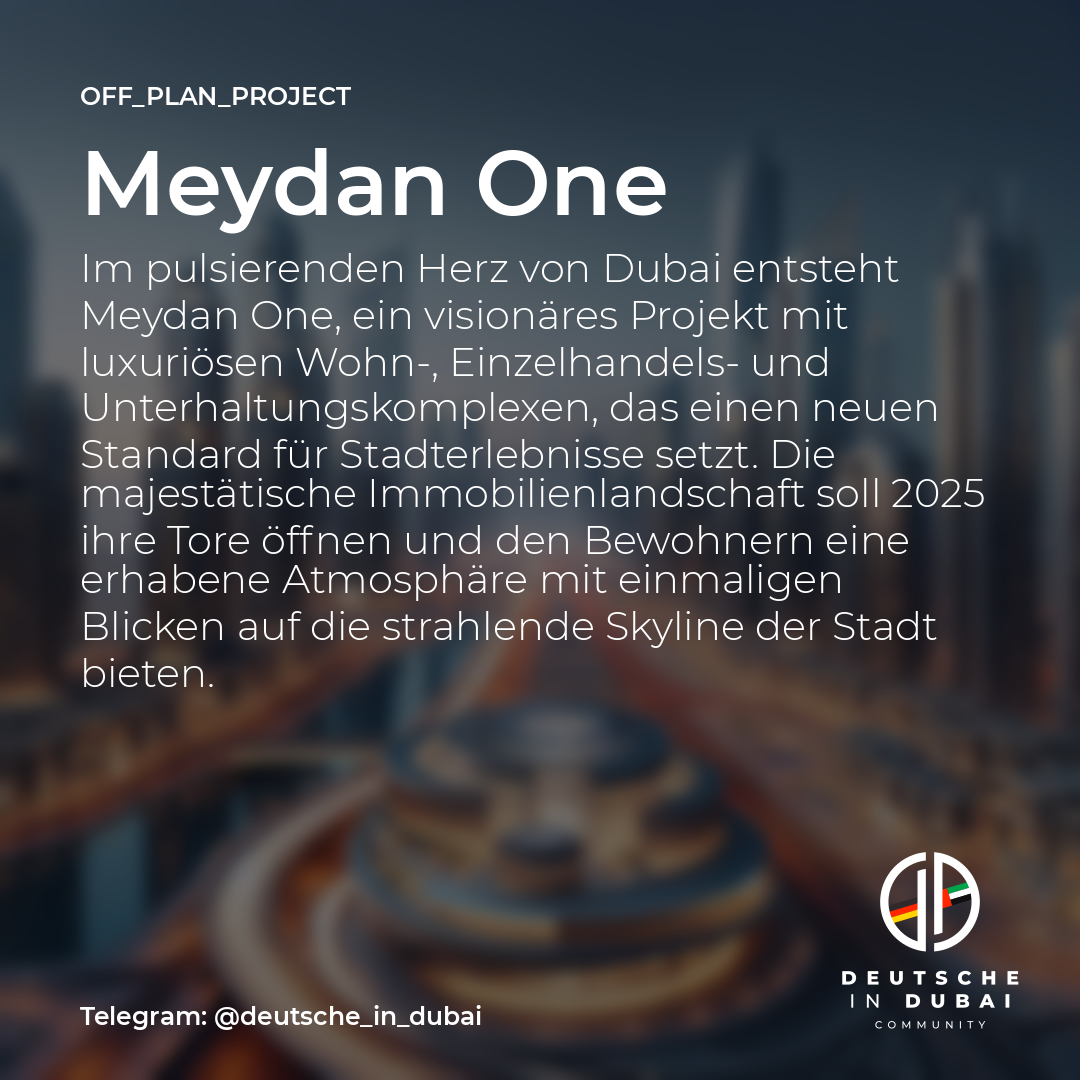 OFF_PLAN_PROJECT
Meydan One
Im pulsierenden Herz von Dubai entsteht
Meydan One, ein visionäres Projekt mit
luxuriösen Wohn-, Einzelhandels- und
Unterhaltungskomplexen, das einen neuen
Standard für Stadterlebnisse setzt. Die
majestätische Immobilienlandschaft soll 2025
ihre Tore öffnen und den Bewohnern eine
erhabene Atmosphäre mit einmaligen
Blicken auf die strahlende Skyline der Stadt
bieten.
DEUTSCHE
IN DUBAI
COMMUNITY
Telegram: @deutsche_in_dubai